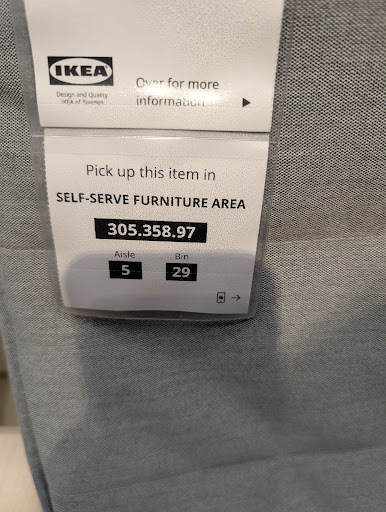 IKEA
Design and Quality
IKEA of Sweden
Over for more
information
Pick up this item in
SELF-SERVE FURNITURE AREA
305.358.97
Aisle Bin
5 29